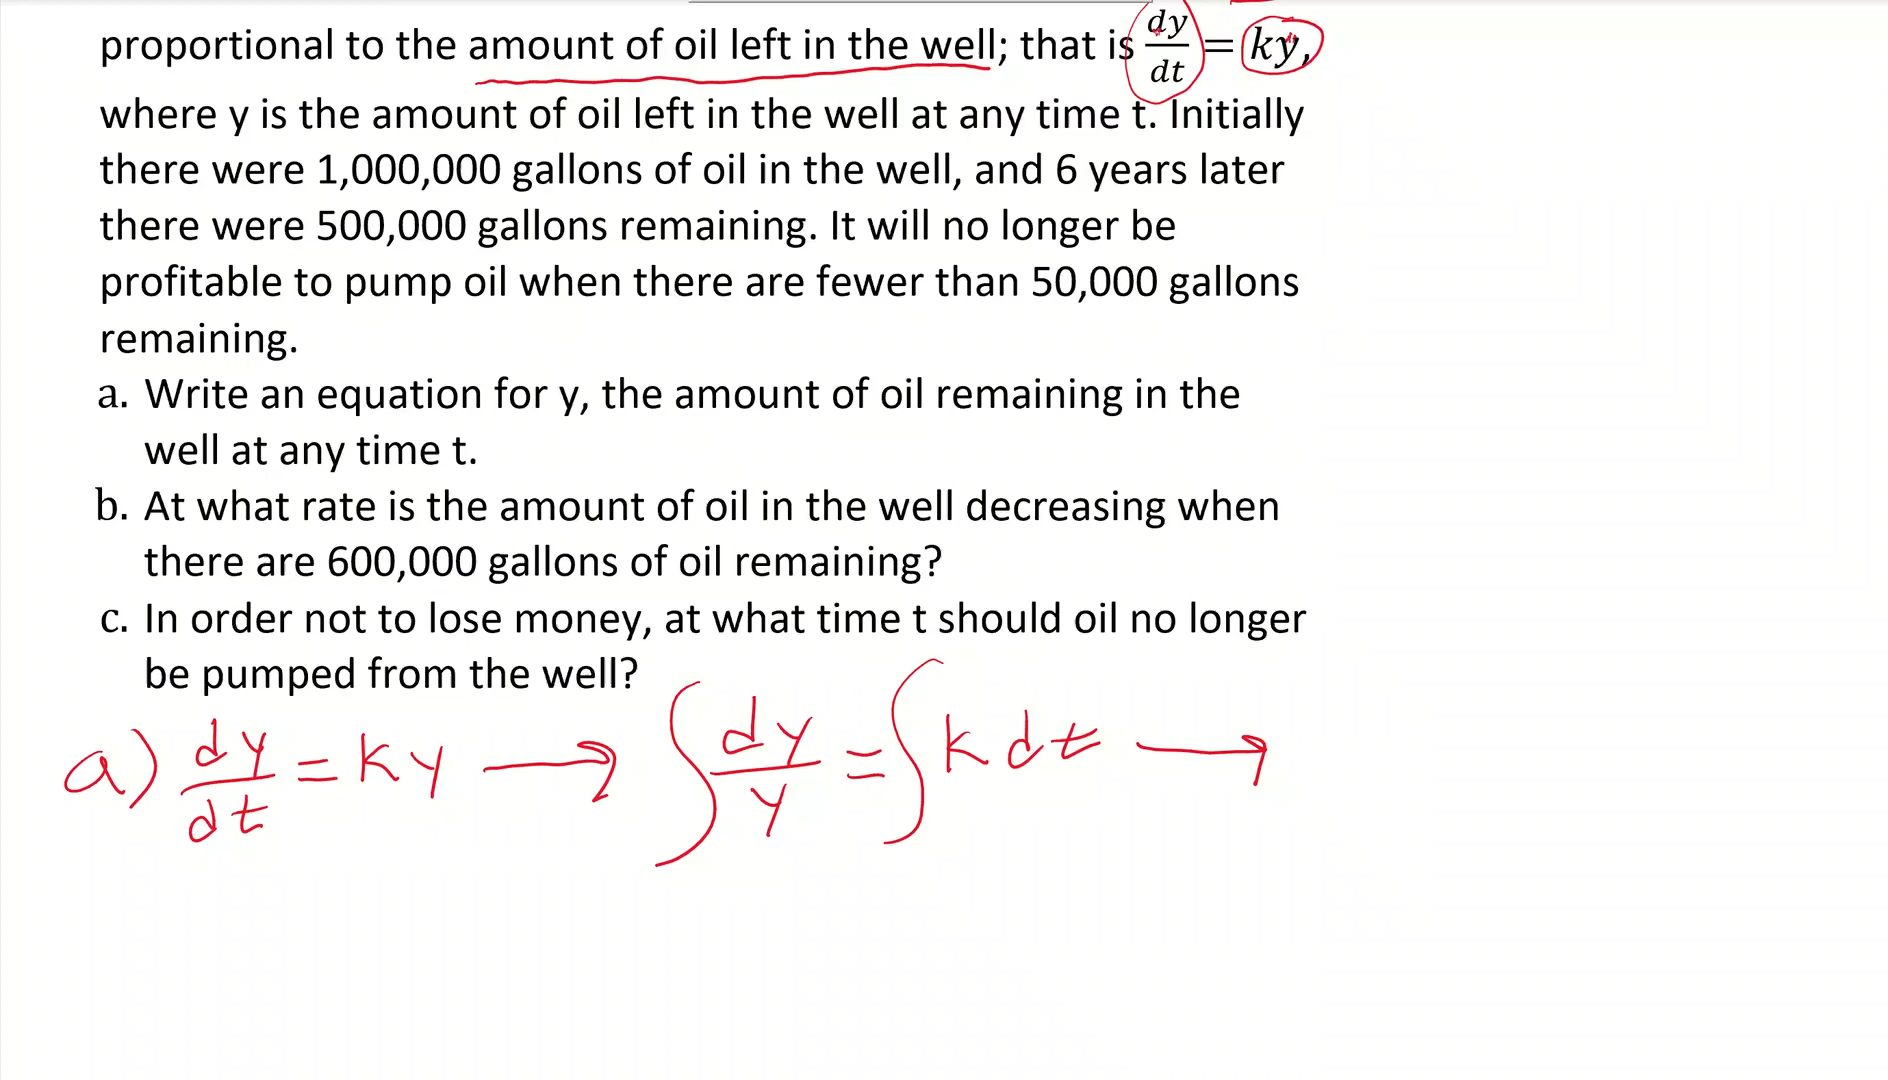 proportional to the amount of oil left in the well; that is dy/dt = ky,
where y is the amount of oil left in the well at any time t. Initially
there were 1,000,000 gallons of oil in the well, and 6 years later
there were 500,000 gallons remaining. It will no longer be
profitable to pump oil when there are fewer than 50,000 gallons
remaining.
a. Write an equation for y, the amount of oil remaining in the
well at any time t.
b. At what rate is the amount of oil in the well decreasing when
there are 600,000 gallons of oil remaining?
c. In order not to lose money, at what time t should oil no longer
be pumped from the well?
a) dy/dt = ky → ∫ dy/y = ∫ k dt →